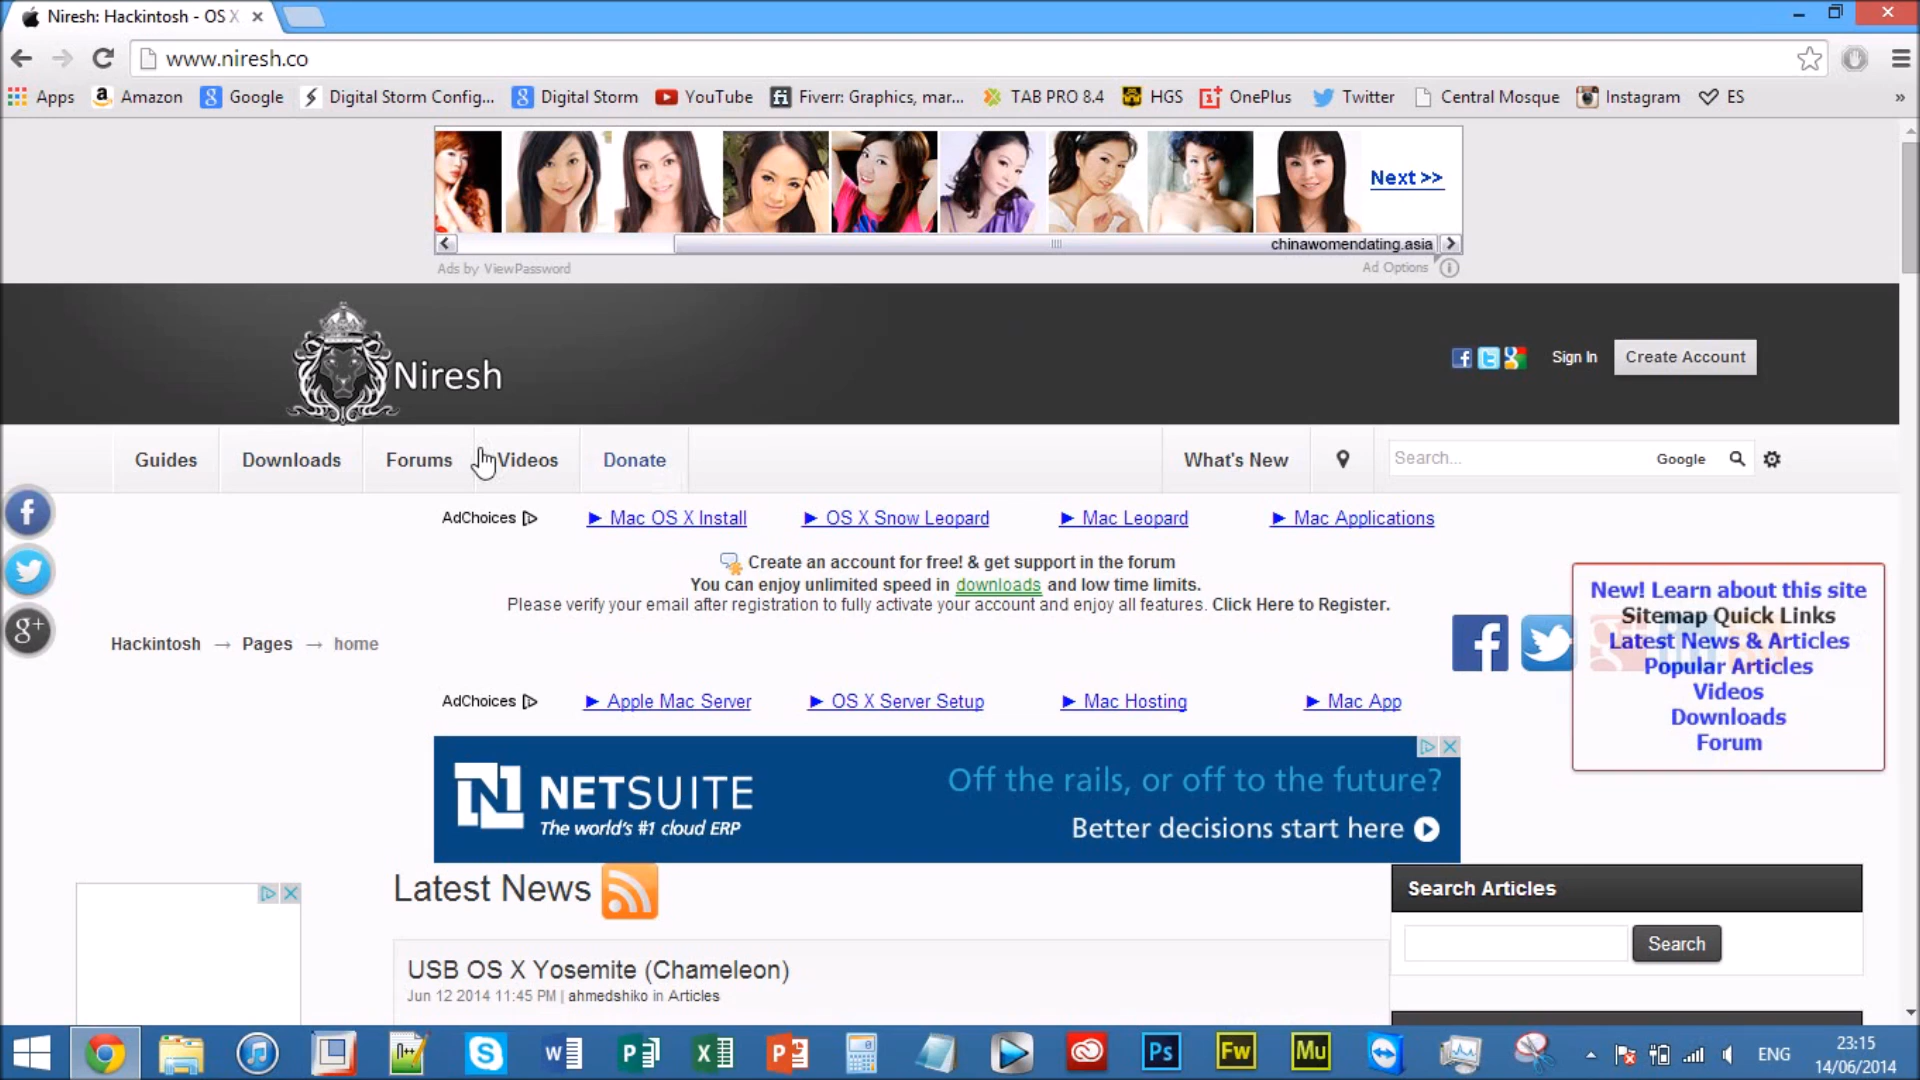 Niresh: Hackintosh - OS X
www.niresh.co
Apps Amazon Google Digital Storm Config... Digital Storm YouTube Fiverr: Graphics, mar... TAB PRO 8.4 HGS OnePlus Twitter Central Mosque Instagram ES »
Next >>
chinawomendating.asia
Ads by ViewPassword Ad Options
Niresh
Sign In Create Account
Guides Downloads Forums Videos Donate What's New Search... Google
AdChoices ► Mac OS X Install ► OS X Snow Leopard ► Mac Leopard ► Mac Applications
Create an account for free! & get support in the forum
You can enjoy unlimited speed in downloads and low time limits.
Please verify your email after registration to fully activate your account and enjoy all features. Click Here to Register.
New! Learn about this site
Sitemap Quick Links
Latest News & Articles
Popular Articles
Videos
Downloads
Forum
Hackintosh → Pages → home
AdChoices ► Apple Mac Server ► OS X Server Setup ► Mac Hosting ► Mac App
N NETSUITE
The world's #1 cloud ERP
Off the rails, or off to the future?
Better decisions start here
Latest News
Search Articles
Search
USB OS X Yosemite (Chameleon)
Jun 12 2014 11:45 PM | ahmedshiko in Articles
Ps Fw Mu
ENG
23:15
14/06/2014